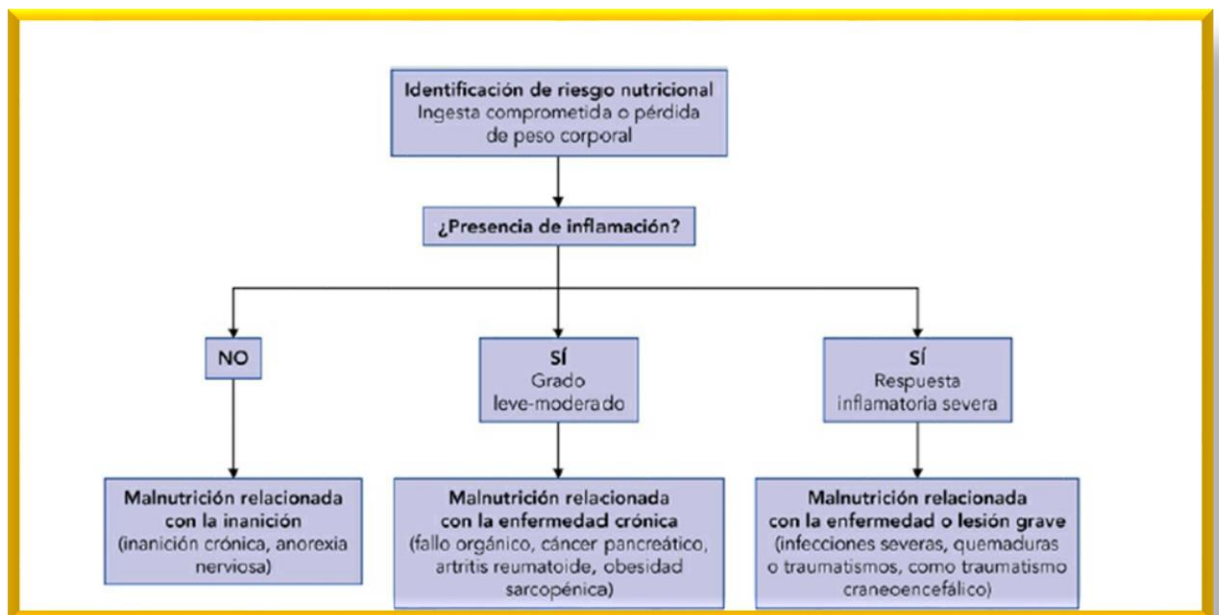 Identificación de riesgo nutricional
Ingesta comprometida o pérdida
de peso corporal
¿Presencia de inflamación?
NO
SÍ
Grado
leve-moderado
SÍ
Respuesta
inflamatoria severa
Malnutrición relacionada
con la inanición
(inanición crónica, anorexia
nerviosa)
Malnutrición relacionada
con la enfermedad crónica
(fallo orgánico, cáncer pancreático,
artritis reumatoide, obesidad
sarcopénica)
Malnutrición relacionada
con la enfermedad o lesión grave
(infecciones severas, quemaduras
o traumatismos, como traumatismo
craneoencefálico)